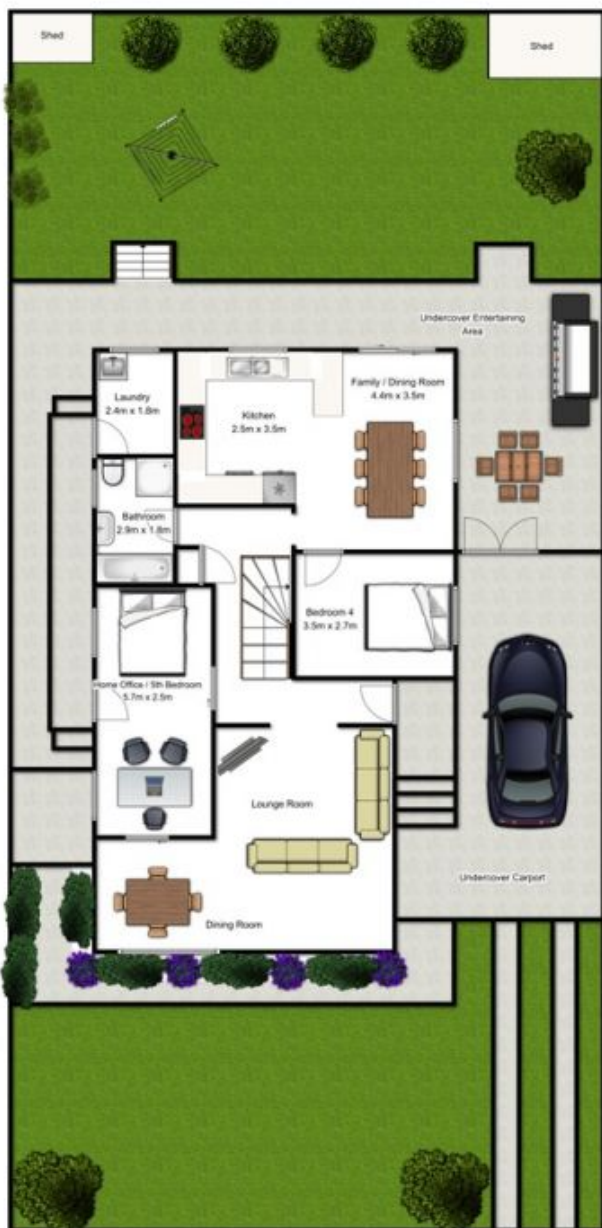 Shed
Shed
Undercover Entertaining
Area
Laundry
2.4m x 1.8m
Family / Dining Room
4.4m x 3.5m
Kitchen
2.5m x 3.5m
Bathroom
2.9m x 1.8m
Bedroom 4
3.5m x 2.7m
Home Office / 5th Bedroom
5.7m x 2.5m
Lounge Room
Undercover Carport
Dining Room